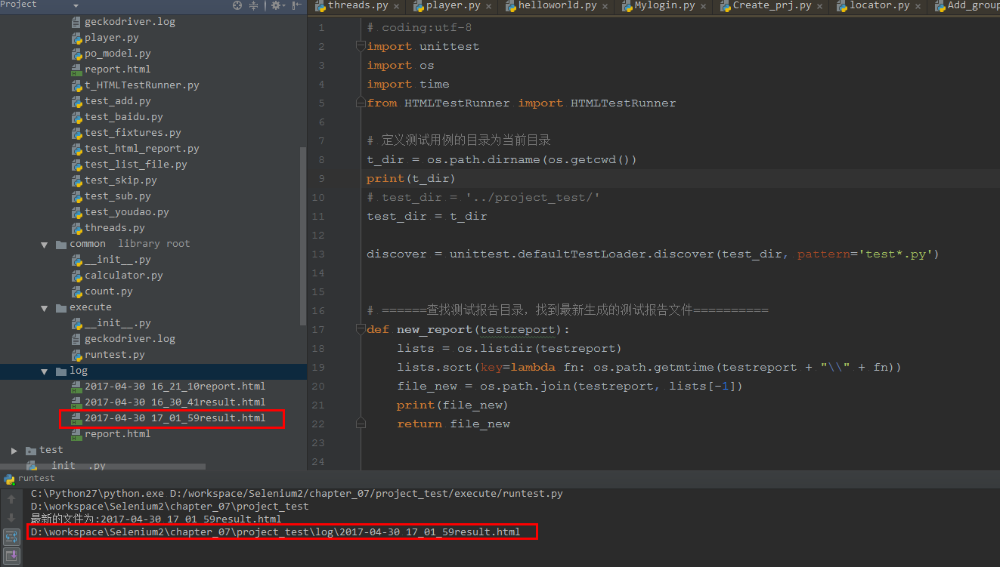 Project
geckodriver.log
player.py
po_model.py
report.html
t_HTMLTestRunner.py
test_add.py
test_baidu.py
test_fixtures.py
test_html_report.py
test_list_file.py
test_skip.py
test_sub.py
test_youdao.py
threads.py
common library root
__init__.py
calculator.py
count.py
execute
__init__.py
geckodriver.log
runtest.py
log
2017-04-30 16_21_10report.html
2017-04-30 16_30_41result.html
2017-04-30 17_01_59result.html
report.html
test
__init__.py
threads.py × player.py × helloworld.py × Mylogin.py × Create_prj.py × locator.py × Add_group
1 # coding:utf-8
2 import unittest
3 import os
4 import time
5 from HTMLTestRunner import HTMLTestRunner
6
7 # 定义测试用例的目录为当前目录
8 t_dir = os.path.dirname(os.getcwd())
9 print(t_dir)
10 # test_dir = '../project_test/'
11 test_dir = t_dir
12
13 discover = unittest.defaultTestLoader.discover(test_dir, pattern='test*.py')
14
15
16 # ======查找测试报告目录，找到最新生成的测试报告文件==========
17 def new_report(testreport):
18 lists = os.listdir(testreport)
19 lists.sort(key=lambda fn: os.path.getmtime(testreport + "\\" + fn))
20 file_new = os.path.join(testreport, lists[-1])
21 print(file_new)
22 return file_new
23
24
runtest
C:\Python27\python.exe D:/workspace/Selenium2/chapter_07/project_test/execute/runtest.py
D:\workspace\Selenium2\chapter_07\project_test
最新的文件为:2017-04-30 17_01_59result.html
D:\workspace\Selenium2\chapter_07\project_test\log\2017-04-30 17_01_59result.html